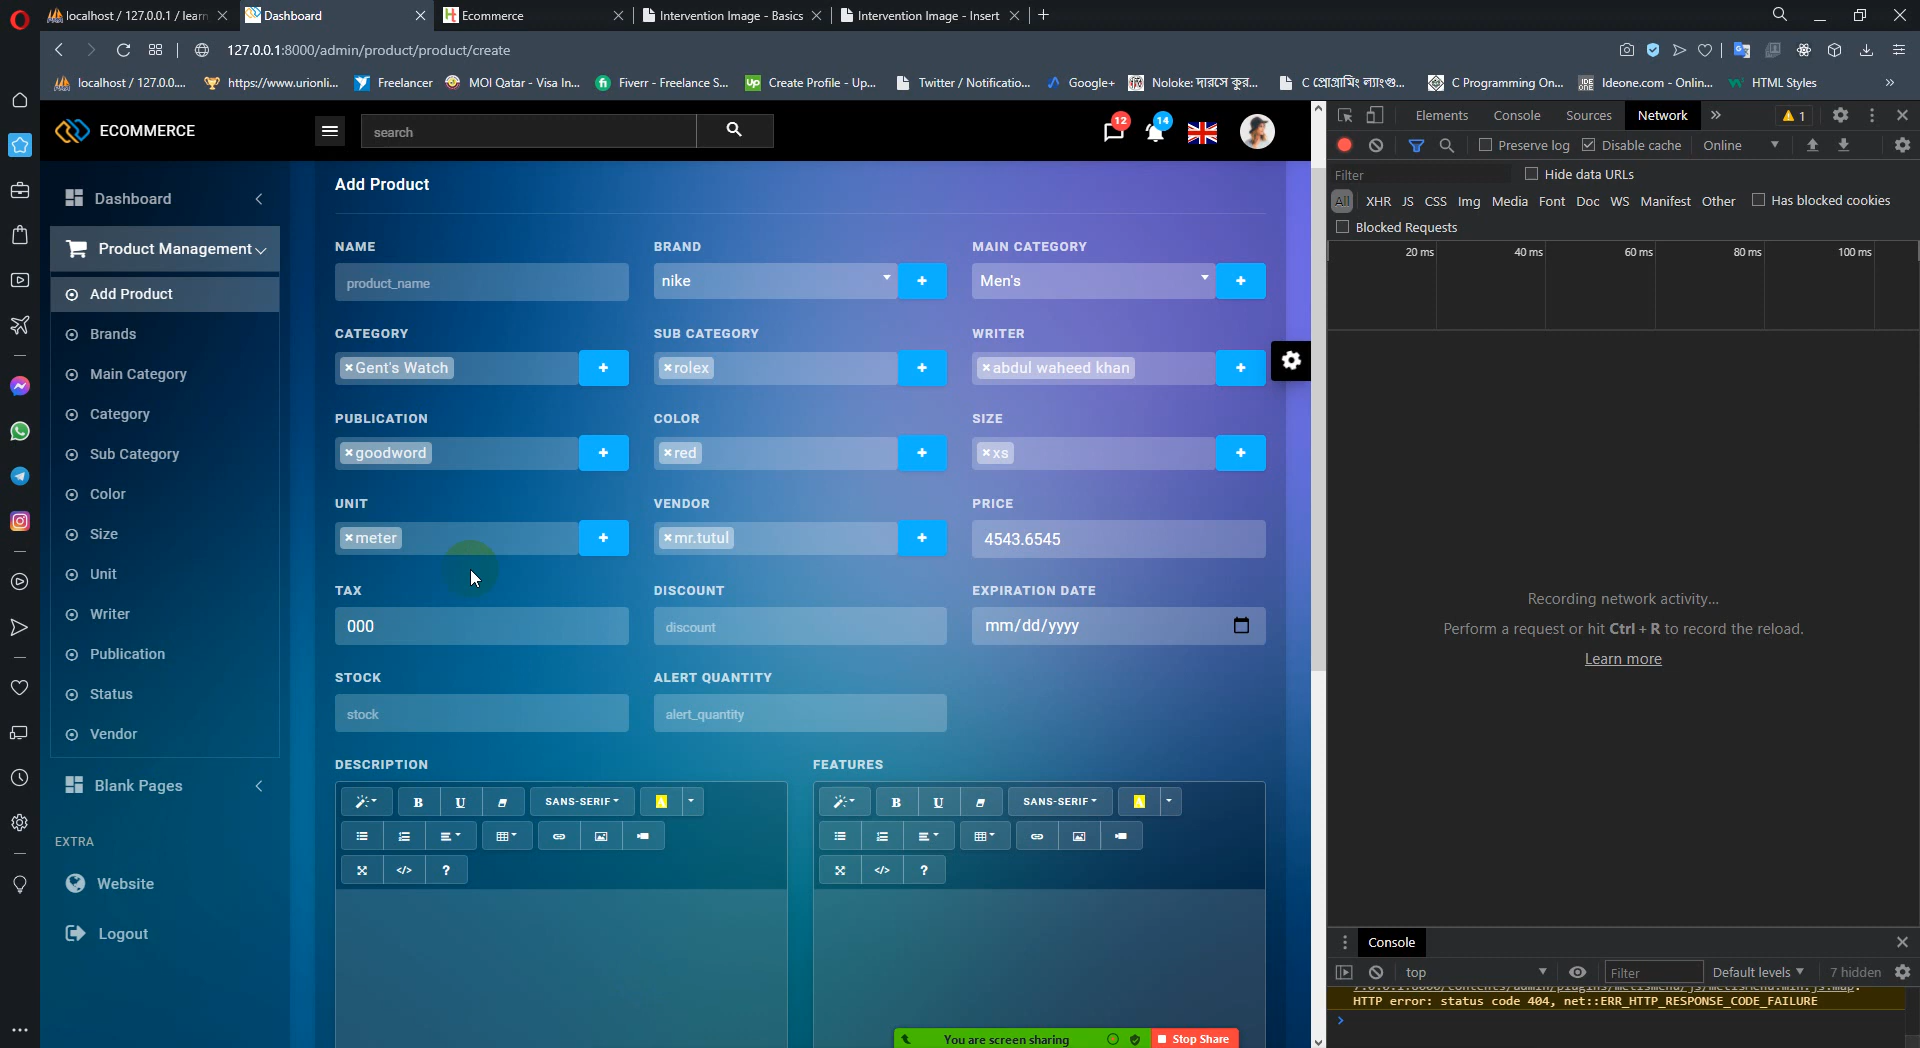 localhost / 127.0.0.1 / learn
Dashboard
Ecommerce
Intervention Image - Basics
Intervention Image - Insert
127.0.0.1:8000/admin/product/product/create
localhost / 127.0.0....
https://www.urionli...
Freelancer
MOI Qatar - Visa In...
Fiverr - Freelance S...
Create Profile - Up...
Twitter / Notificatio...
Google+
Noloke: দারসে কুর...
C প্রোগ্রামিং ল্যাংগু...
C Programming On...
Ideone.com - Onlin...
HTML Styles
ECOMMERCE
search
12
14
Dashboard
Product Management
Add Product
Brands
Main Category
Category
Sub Category
Color
Size
Unit
Writer
Publication
Status
Vendor
Blank Pages
EXTRA
Website
Logout
Add Product
NAME
BRAND
MAIN CATEGORY
product_name
nike
+
Men's
+
CATEGORY
SUB CATEGORY
WRITER
×Gent's Watch
+
×rolex
+
×abdul waheed khan
+
PUBLICATION
COLOR
SIZE
×goodword
+
×red
+
×xs
+
UNIT
VENDOR
PRICE
×meter
+
×mr.tutul
+
4543.6545
TAX
DISCOUNT
EXPIRATION DATE
000
discount
mm/dd/yyyy
STOCK
ALERT QUANTITY
stock
alert_quantity
DESCRIPTION
FEATURES
B
U
SANS-SERIF
A
</>
?
B
U
SANS-SERIF
A
</>
?
You are screen sharing
Stop Share
Elements
Console
Sources
Network
1
Preserve log
Disable cache
Online
Filter
Hide data URLs
All
XHR
JS
CSS
Img
Media
Font
Doc
WS
Manifest
Other
Has blocked cookies
Blocked Requests
20 ms
40 ms
60 ms
80 ms
100 ms
Recording network activity...
Perform a request or hit Ctrl + R to record the reload.
Learn more
Console
top
Filter
Default levels
7 hidden
HTTP error: status code 404, net::ERR_HTTP_RESPONSE_CODE_FAILURE